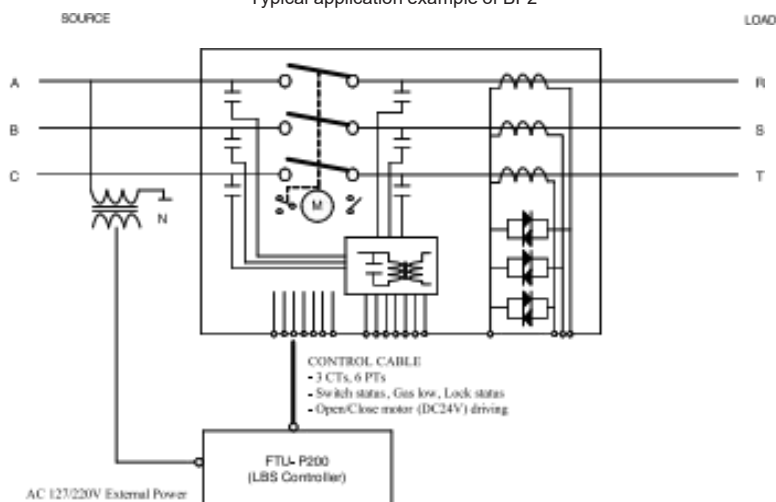 Typical application example of BF2
SOURCE
LOAD
A
R
B
S
C
T
N
M
CONTROL CABLE
- 3 CTs, 6 PTs
- Switch status, Gas low, Lock status
- Open/Close motor (DC24V) driving
FTU- P200
(LBS Controller)
AC 127/220V External Power